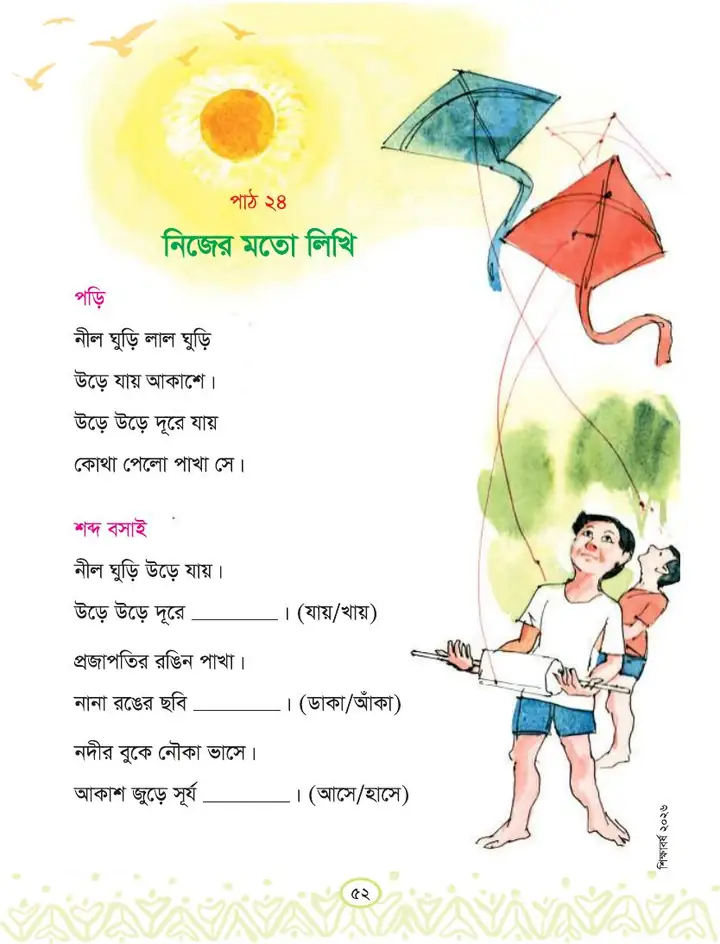 পাঠ ২৪
নিজের মতো লিখি
পড়ি
নীল ঘুড়ি লাল ঘুড়ি
উড়ে যায় আকাশে।
উড়ে উড়ে দূরে যায়
কোথা পেলো পাখা সে।
শব্দ বসাই
নীল ঘুড়ি উড়ে যায়।
উড়ে উড়ে দূরে ________। (যায়/খায়)
প্রজাপতির রঙিন পাখা।
নানা রঙের ছবি ________। (ডাকা/আঁকা)
নদীর বুকে নৌকা ভাসে।
আকাশ জুড়ে সূর্য ________। (আসে/হাসে)
শিক্ষাবর্ষ ২০২৬
৫২